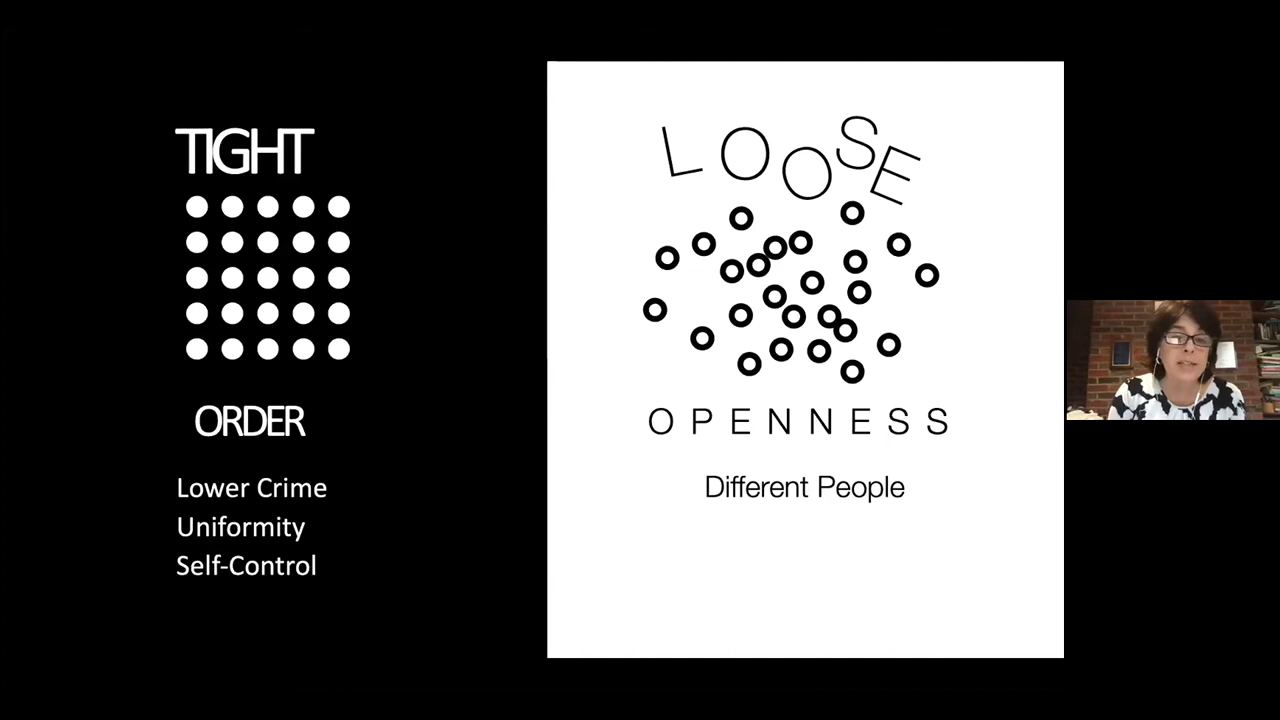 TIGHT
ORDER
Lower Crime
Uniformity
Self-Control
LOOSE
OPENNESS
Different People